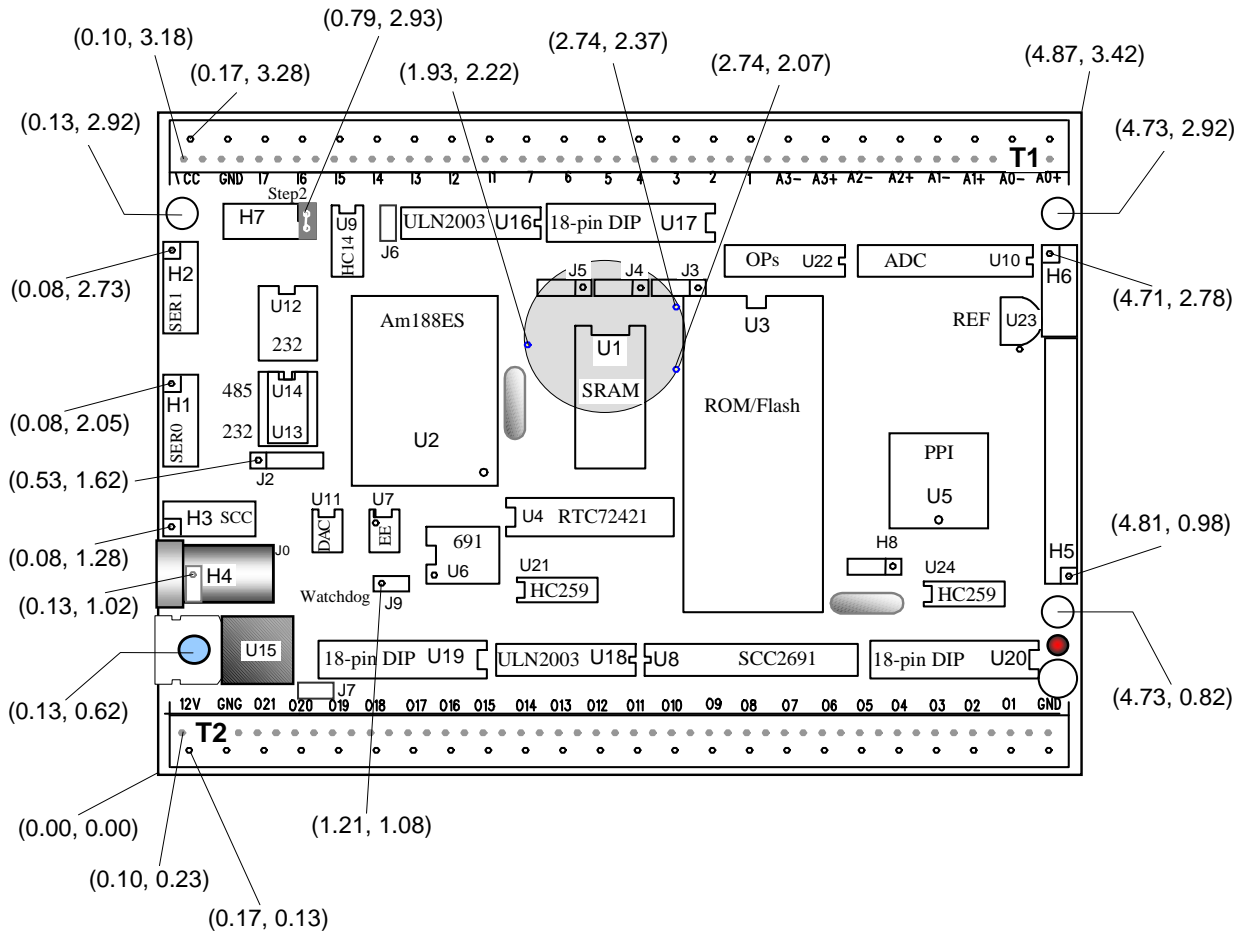 (0.79, 2.93)
(0.10, 3.18)
(2.74, 2.37)
(4.87, 3.42)
(1.93, 2.22)
(2.74, 2.07)
(0.17, 3.28)
(0.13, 2.92)
(4.73, 2.92)
T1
VCC GND I7 I6 I5 I4 I3 I2 I1 7 6 5 4 3 2 1 A3- A3+ A2- A2+ A1- A1+ A0- A0+
Step2
H7
U9
HC14
J6
ULN2003 U16
18-pin DIP U17
H2
SER1
(0.08, 2.73)
J5 J4 J3
OPs U22
ADC U10
H6
(4.71, 2.78)
U12
232
Am188ES
U2
U1
SRAM
U3
ROM/Flash
REF U23
485 U14
232 U13
H1
SER0
(0.08, 2.05)
(0.53, 1.62)
J2
PPI
U5
H3 SCC
U11
DAC
U7
EE
U4 RTC72421
(0.08, 1.28)
J0
H4
691
U6
H8
H5
(4.81, 0.98)
(0.13, 1.02)
Watchdog
J9
U21
HC259
U24
HC259
U15
18-pin DIP U19
ULN2003 U18
U8 SCC2691
18-pin DIP U20
J7
(0.13, 0.62)
(4.73, 0.82)
12V GNG O21 O20 O19 O18 O17 O16 O15 O14 O13 O12 O11 O10 O9 O8 O7 O6 O5 O4 O3 O2 O1 GND
T2
(0.00, 0.00)
(1.21, 1.08)
(0.10, 0.23)
(0.17, 0.13)